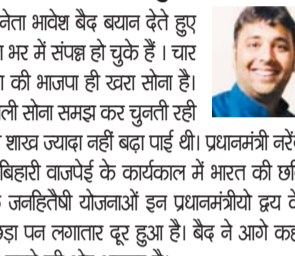 नेता भावेश बैद बयान देते हुए
भर में संपन्न हो चुके हैं । चार
की भाजपा ही खरा सोना है।
सोना समझ कर चुनती रही
शाख ज्यादा नहीं बढ़ा पाई थी। प्रधानमंत्री
बिहारी वाजपेई के कार्यकाल में भारत की
जनहितैषी योजनाओं इन प्रधानमंत्रीयो द्वय
पन लगातार दूर हुआ है। बैद ने आगे